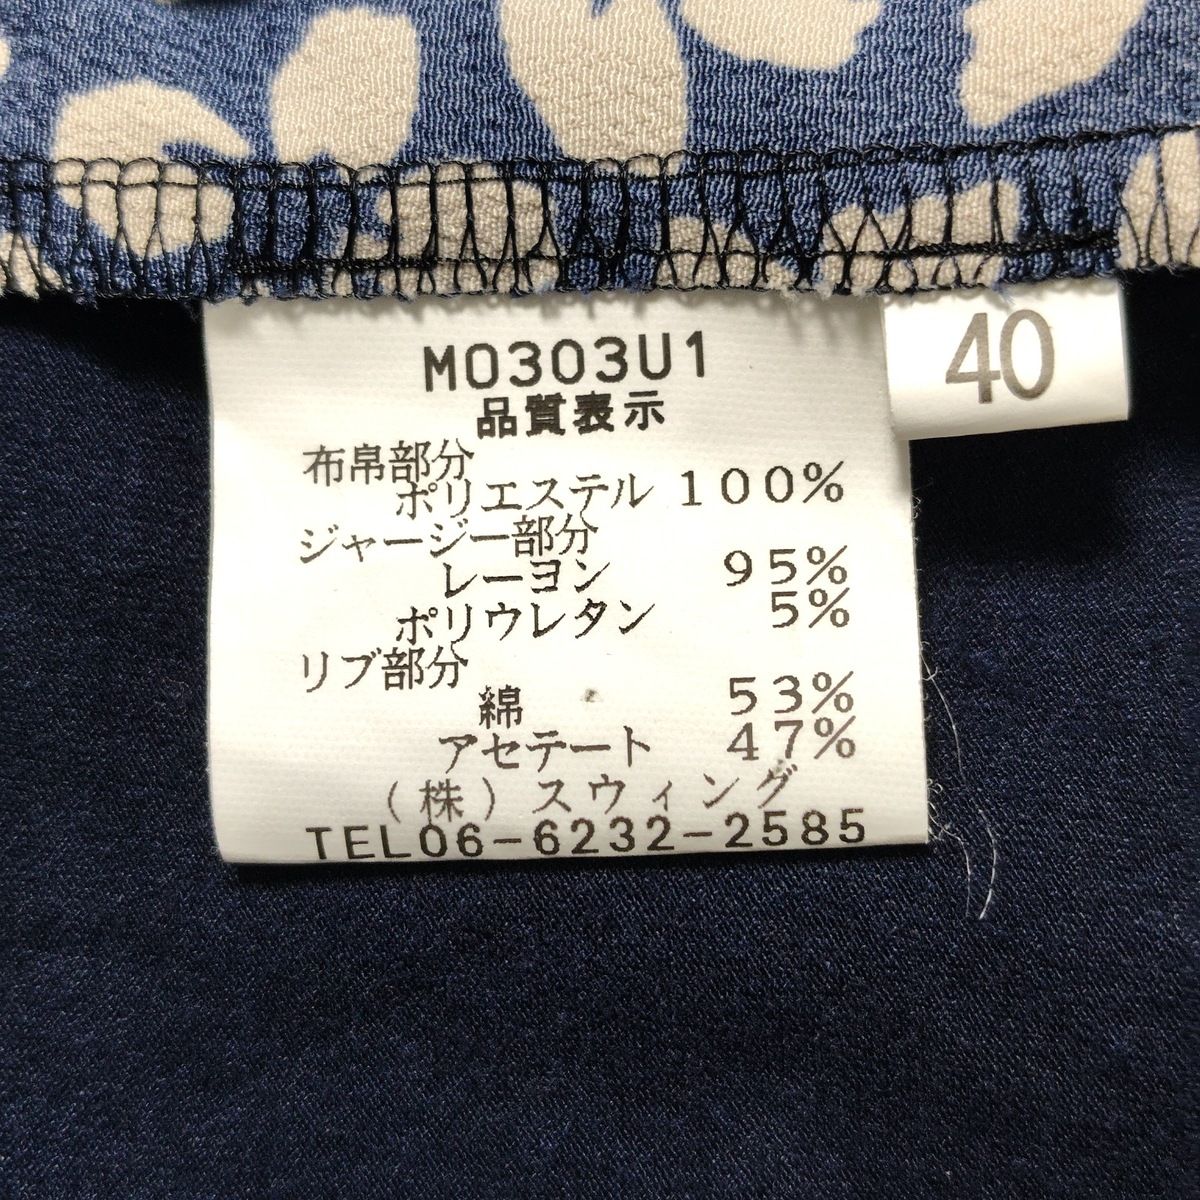 M0303U1
40
品質表示
布帛部分
ポリエステル 100%
ジャージー部分
レーヨン 95%
ポリウレタン 5%
リブ部分
綿 53%
アセテート 47%
(株)スウィング
TEL06-6232-2585